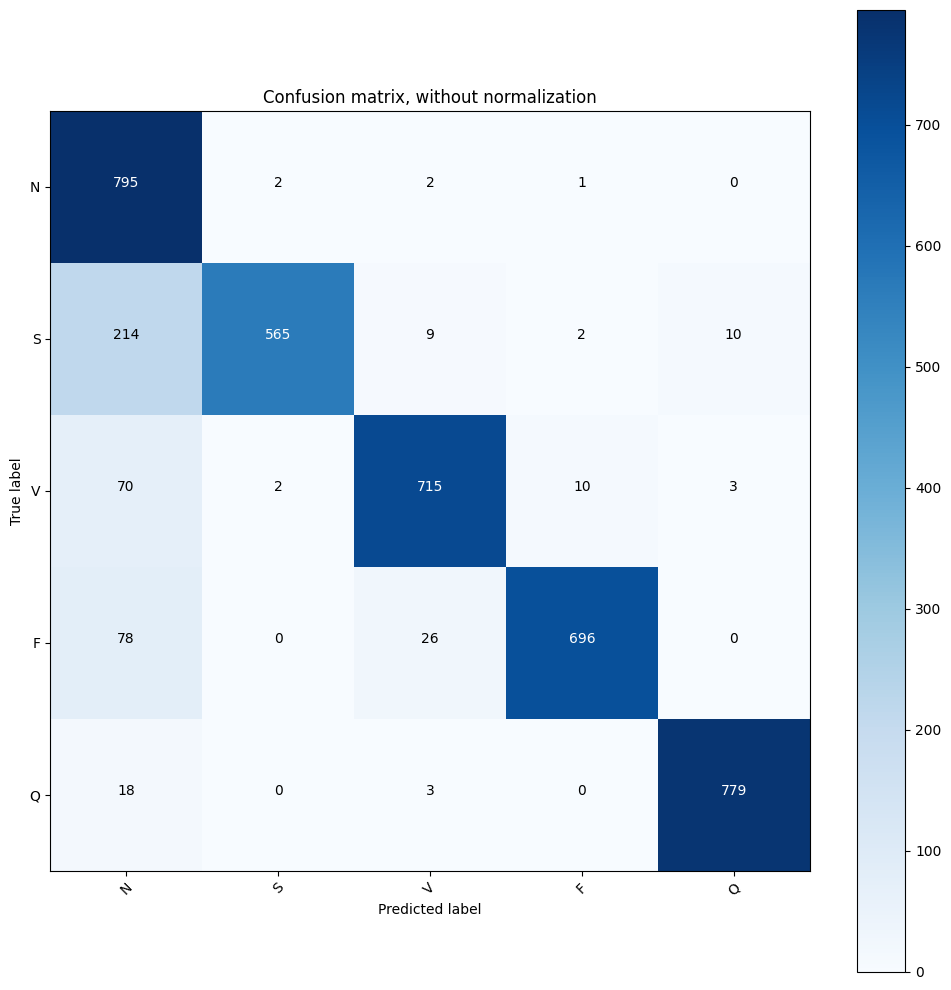 Confusion matrix, without normalization
N 795 2 2 1 0
S 214 565 9 2 10
V 70 2 715 10 3
F 78 0 26 696 0
Q 18 0 3 0 779
N S V F Q
True label
Predicted label
700
600
500
400
300
200
100
0